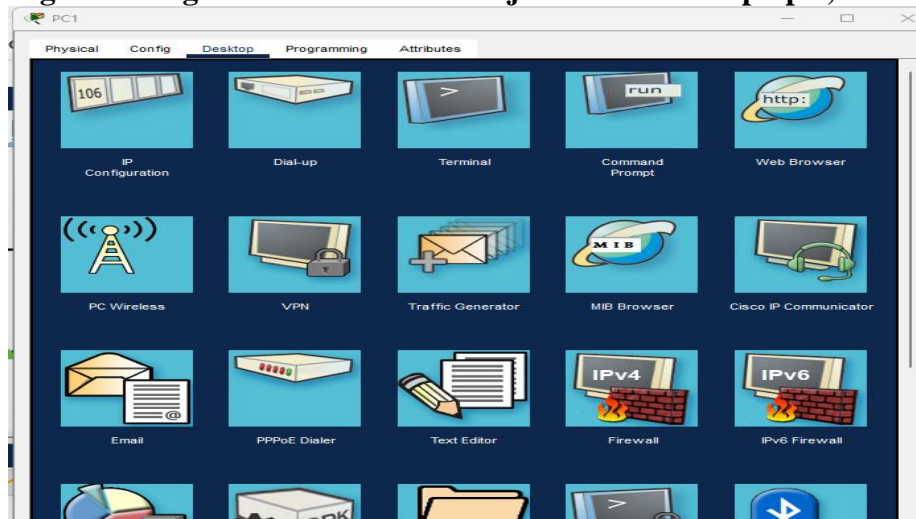 PC1
Physical Config Desktop Programming Attributes
106
>
run
http:
IP
Configuration
Dial-up
Terminal
Command
Prompt
Web Browser
MIB
PC Wireless
VPN
Traffic Generator
MIB Browser
Cisco IP Communicator
@
IPv4
IPv6
Email
PPPoE Dialer
Text Editor
Firewall
IPv6 Firewall
>